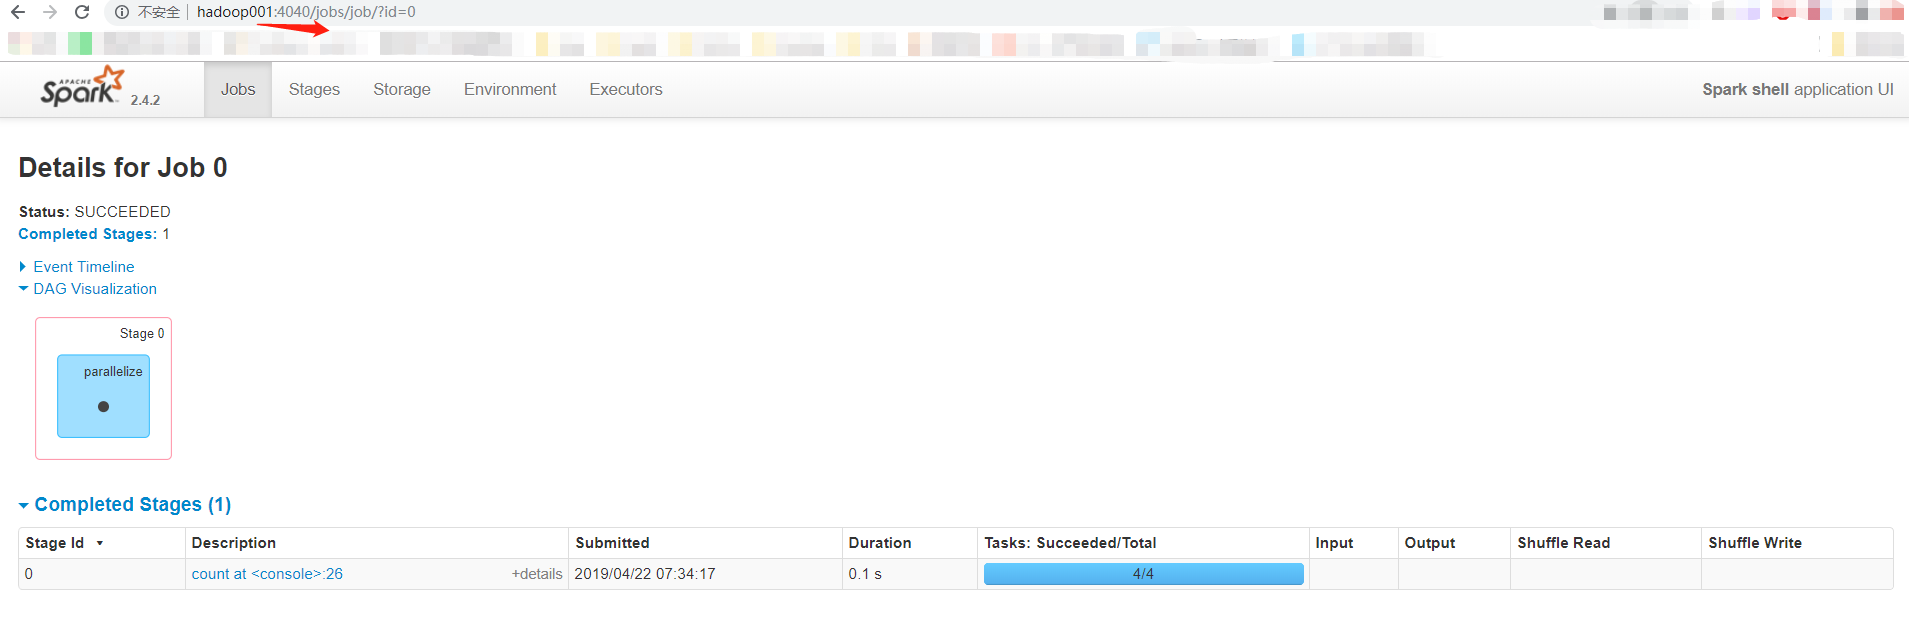 不安全 hadoop001:4040/jobs/job/?id=0
APACHE Spark 2.4.2 Jobs Stages Storage Environment Executors Spark shell application UI
Details for Job 0
Status: SUCCEEDED
Completed Stages: 1
Event Timeline
DAG Visualization
Stage 0
parallelize
Completed Stages (1)
Stage Id Description Submitted Duration Tasks: Succeeded/Total Input Output Shuffle Read Shuffle Write
0 count at <console>:26 +details 2019/04/22 07:34:17 0.1 s 4/4